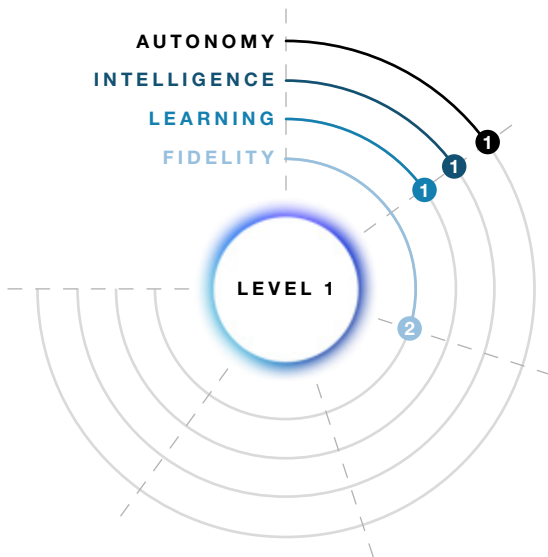 AUTONOMY
INTELLIGENCE
LEARNING
FIDELITY
1
1
1
LEVEL 1
2